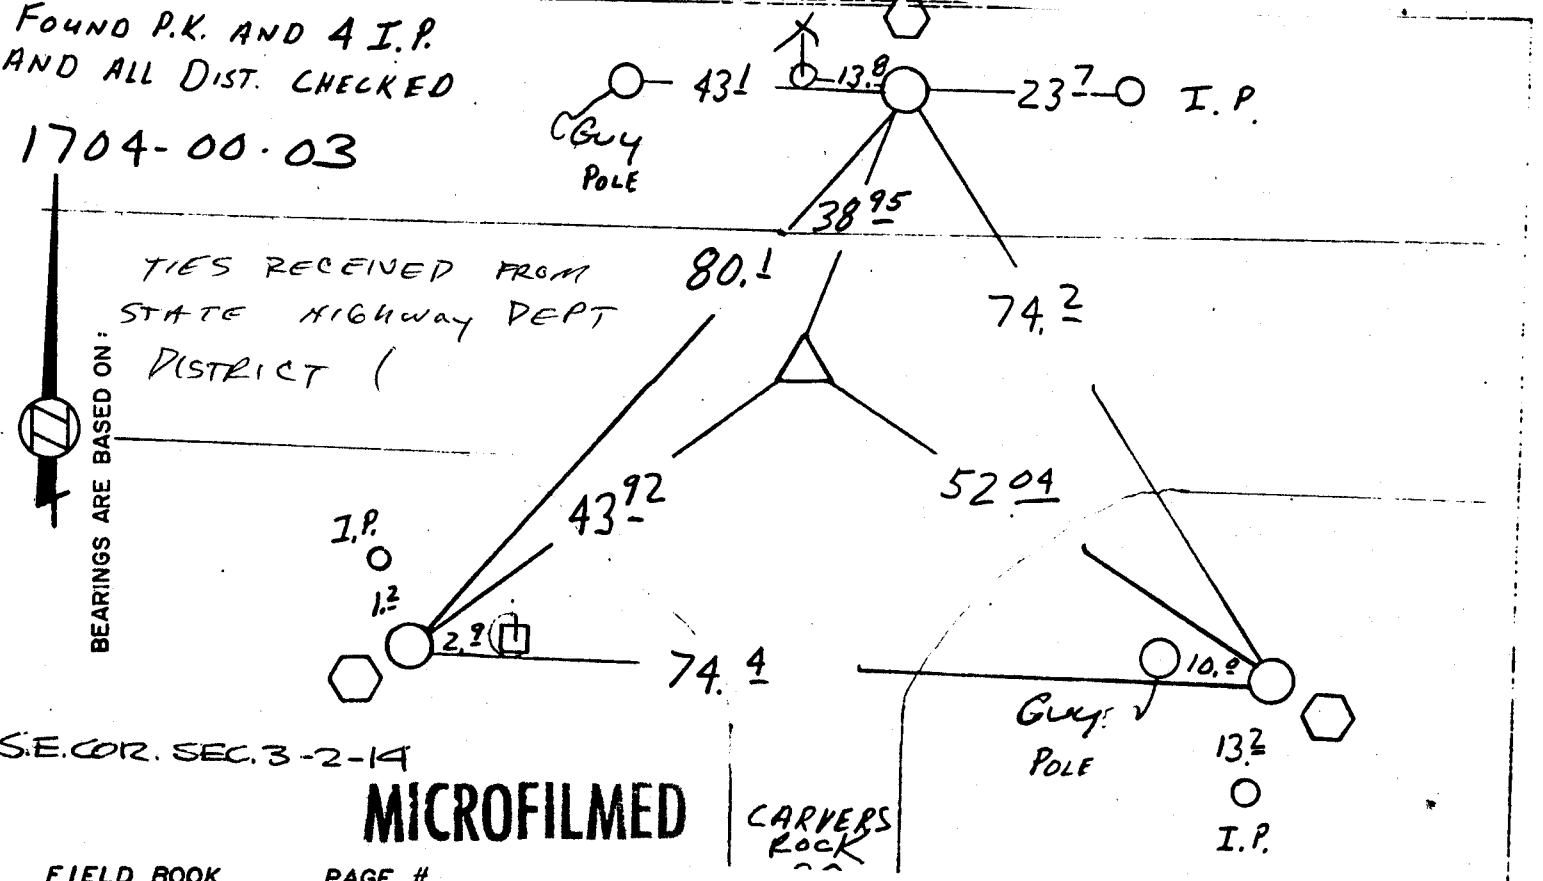 FOUND P.K. AND 4 I.P.
AND ALL DIST. CHECKED
1704-00-03
43.1
13.8
23.7
I.P.
GUY
POLE
38.95
TIES RECEIVED FROM
STATE HIGHWAY DEPT
DISTRICT 1
80.1
74.2
BEARINGS ARE BASED ON:
43.92
52.04
I.P.
1.2
2.9
74.4
10.0
GUY
POLE
13.2
I.P.
S.E. COR. SEC. 3-2-14
MICROFILMED
CARVERS
ROCK
FIELD BOOK PAGE #